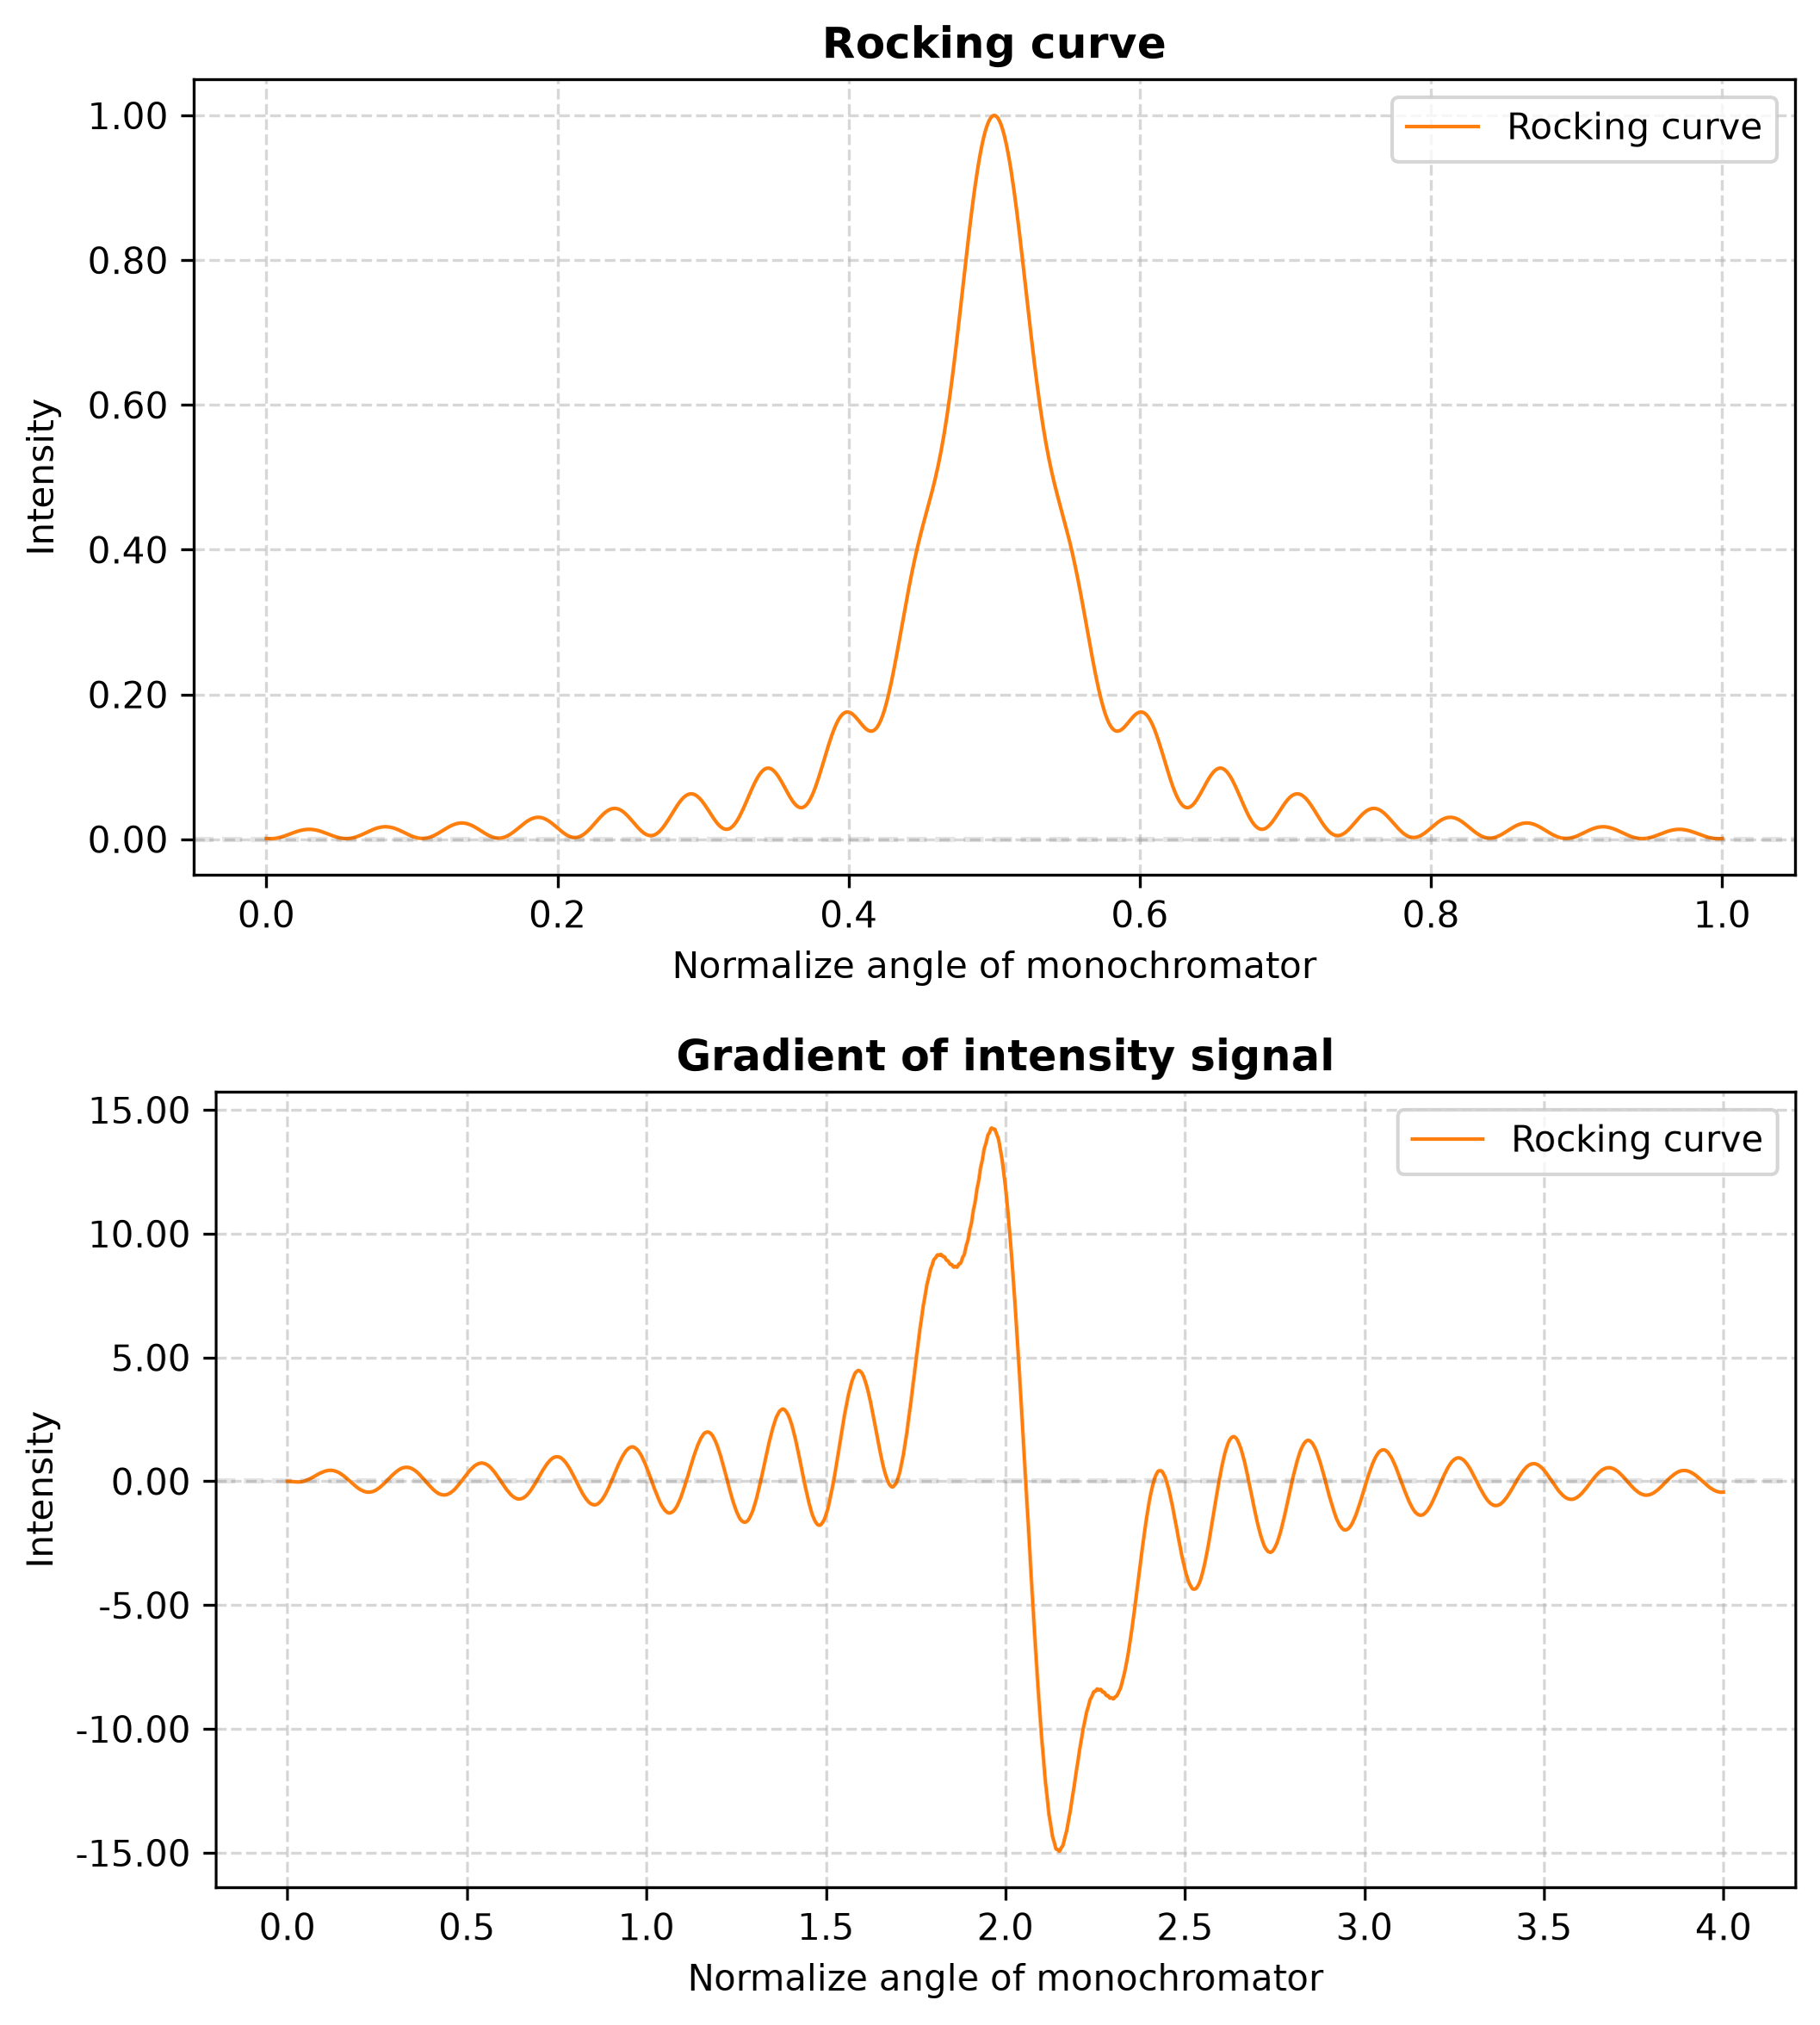 Rocking curve
Rocking curve
1.00
0.80
0.60
0.40
0.20
0.00
Intensity
0.0 0.2 0.4 0.6 0.8 1.0
Normalize angle of monochromator
Gradient of intensity signal
Rocking curve
15.00
10.00
5.00
0.00
-5.00
-10.00
-15.00
Intensity
0.0 0.5 1.0 1.5 2.0 2.5 3.0 3.5 4.0
Normalize angle of monochromator